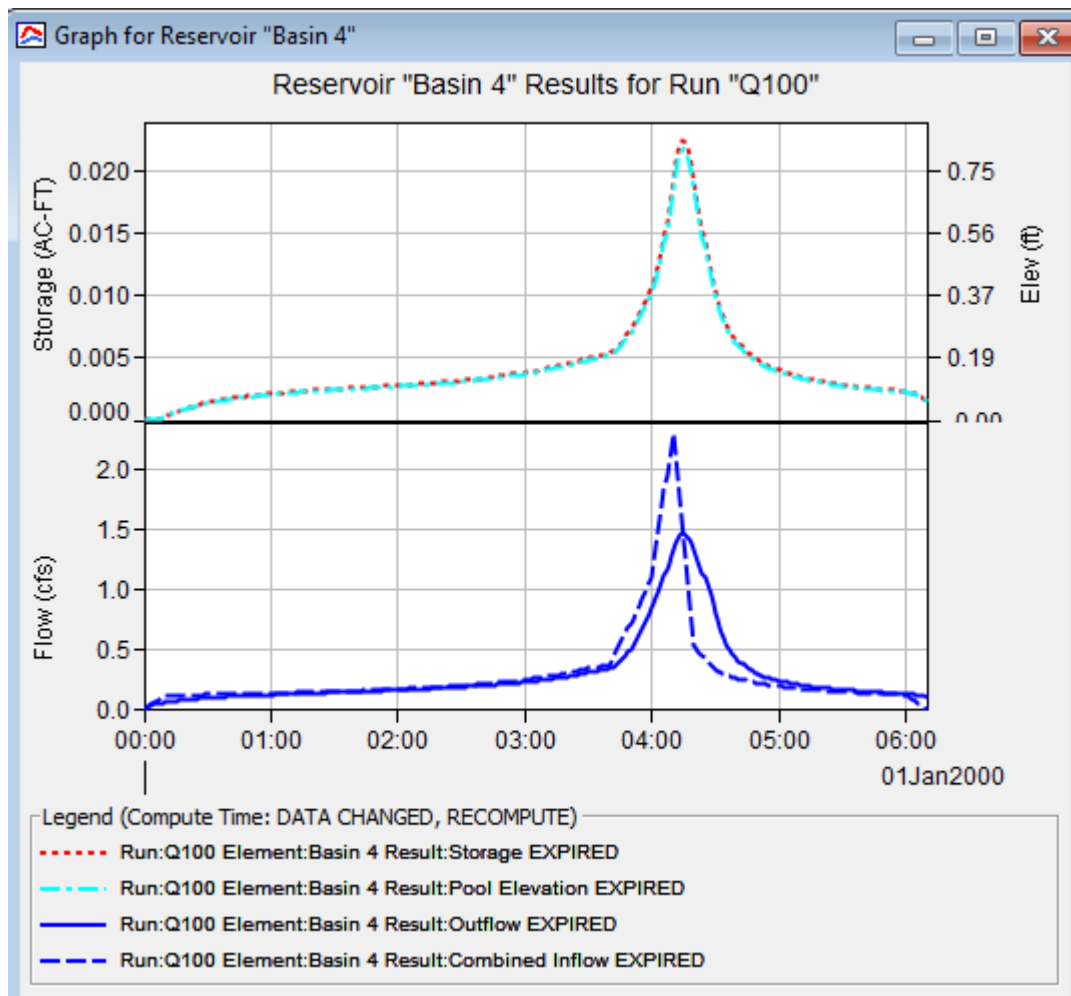 Graph for Reservoir "Basin 4"
Reservoir "Basin 4" Results for Run "Q100"
Storage (AC-FT)
0.020
0.015
0.010
0.005
0.000
0.75
0.56
0.37
0.19
0.00
Elev (ft)
Flow (cfs)
2.0
1.5
1.0
0.5
0.0
00:00 01:00 02:00 03:00 04:00 05:00 06:00
01Jan2000
Legend (Compute Time: DATA CHANGED, RECOMPUTE)
Run:Q100 Element:Basin 4 Result:Storage EXPIRED
Run:Q100 Element:Basin 4 Result:Pool Elevation EXPIRED
Run:Q100 Element:Basin 4 Result:Outflow EXPIRED
Run:Q100 Element:Basin 4 Result:Combined Inflow EXPIRED